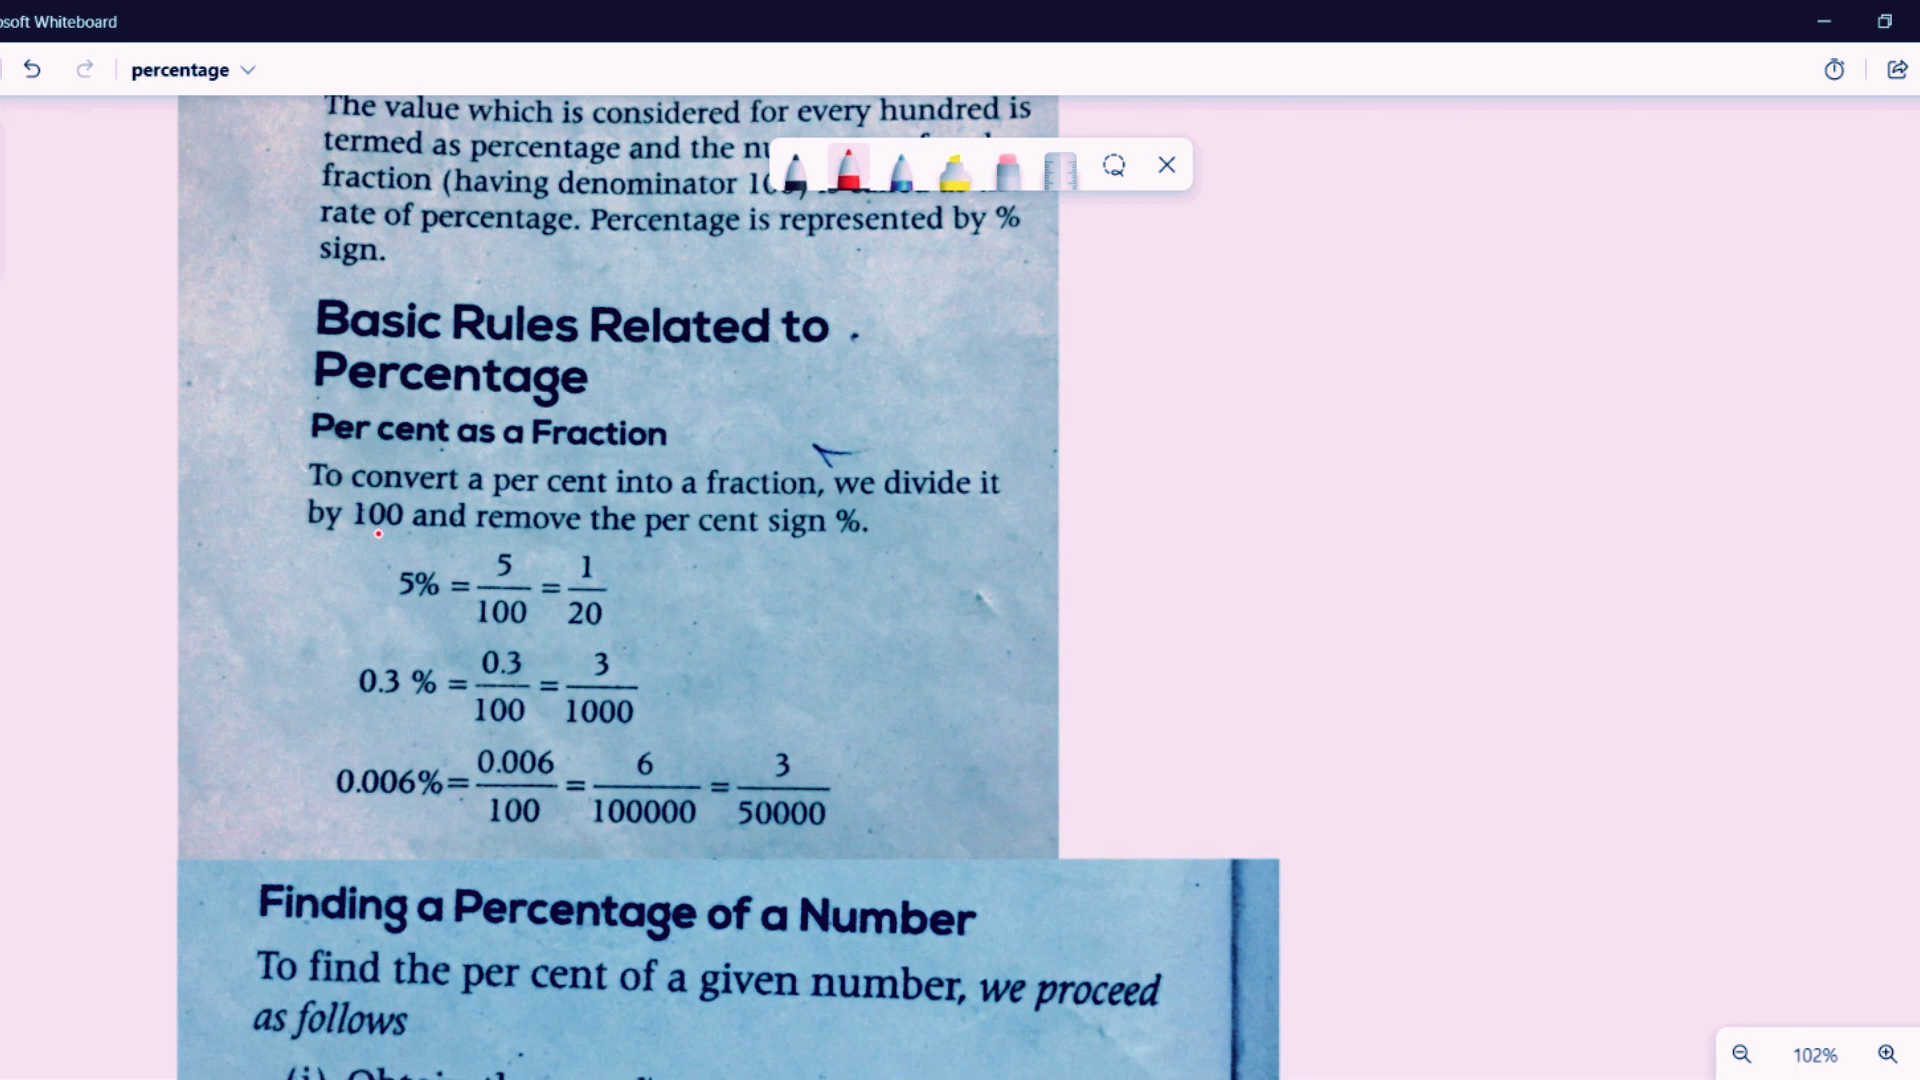 osoft Whiteboard
percentage
The value which is considered for every hundred is
termed as percentage and the
fraction (having denominator
rate of percentage. Percentage is represented by %
sign.
Basic Rules Related to
Percentage
Per cent as a Fraction
To convert a per cent into a fraction, we divide it
by 100 and remove the per cent sign %.
5% = 5/100 = 1/20
0.3 % = 0.3/100 = 3/1000
0.006% = 0.006/100 = 6/100000 = 3/50000
Finding a Percentage of a Number
To find the per cent of a given number, we proceed
as follows
102%